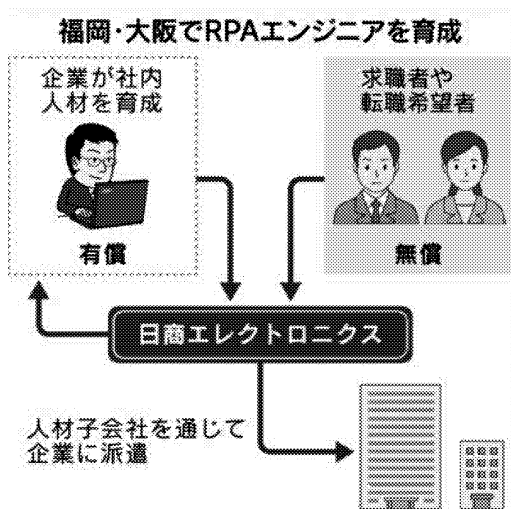 福岡・大阪でRPAエンジニアを育成
企業が社内
人材を育成
有償
求職者や
転職希望者
無償
日商エレクトロニクス
人材子会社を通じて
企業に派遣